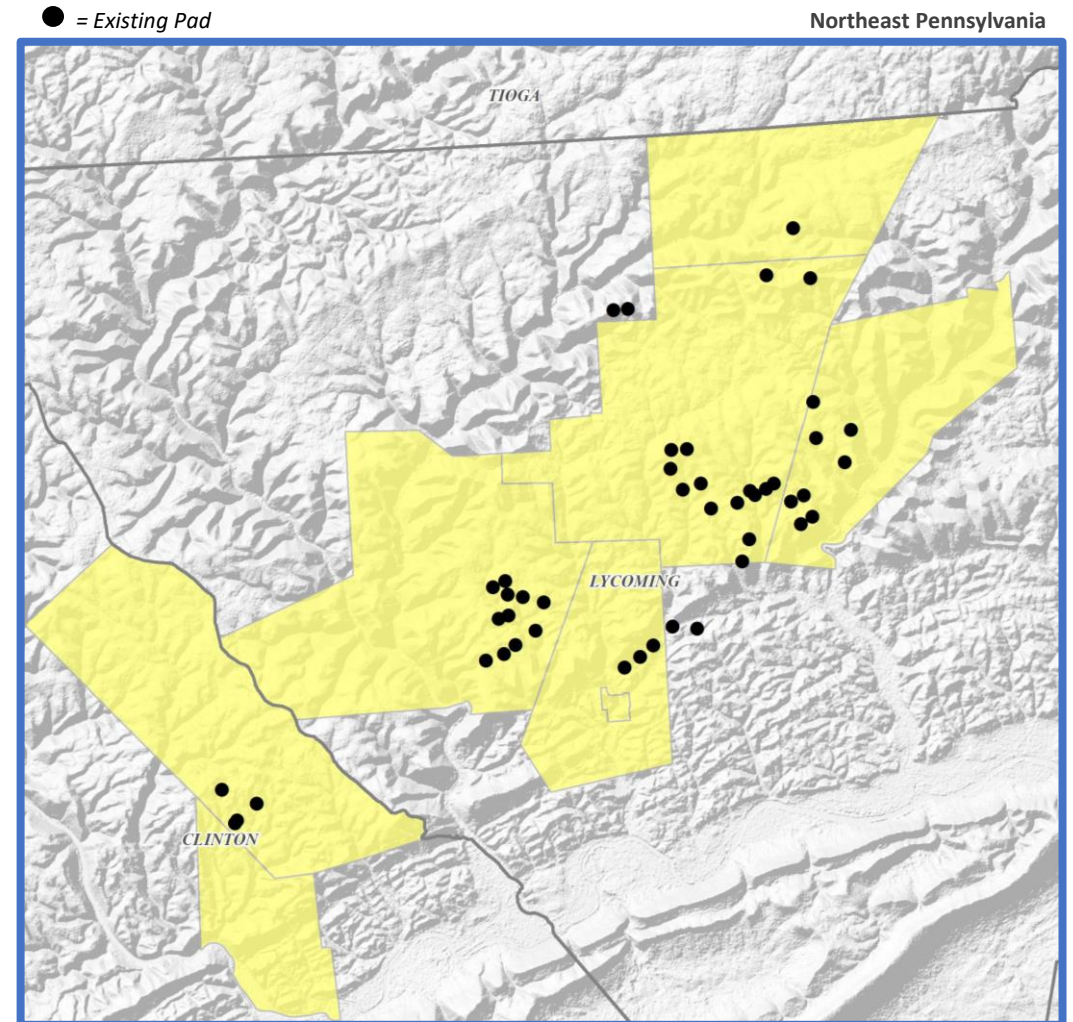 = Existing Pad
Northeast Pennsylvania
TIOGA
LYCOMING
CLINTON